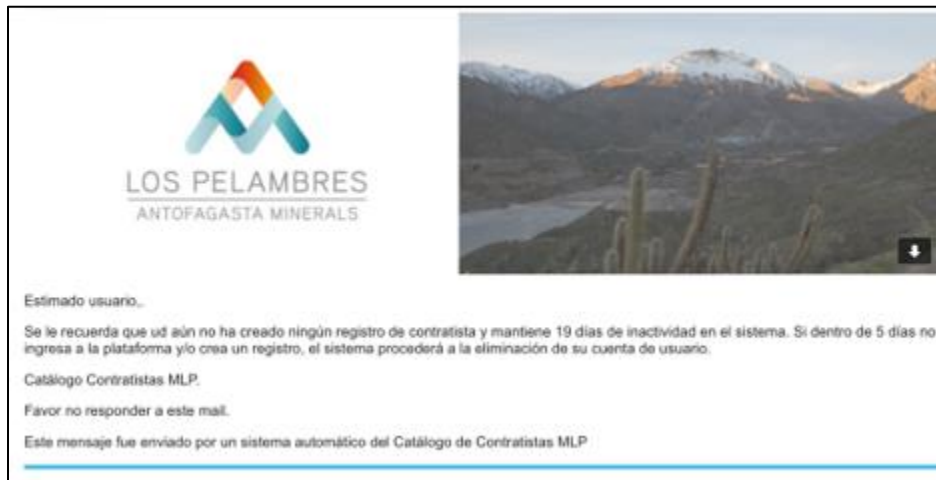 LOS PELAMBRES
ANTOFAGASTA MINERALS
Estimado usuario,.
Se le recuerda que ud aún no ha creado ningún registro de contratista y mantiene 19 días de inactividad en el sistema. Si dentro de 5 días no
ingresa a la plataforma y/o crea un registro, el sistema procederá a la eliminación de su cuenta de usuario.
Catálogo Contratistas MLP.
Favor no responder a este mail.
Este mensaje fue enviado por un sistema automático del Catálogo de Contratistas MLP